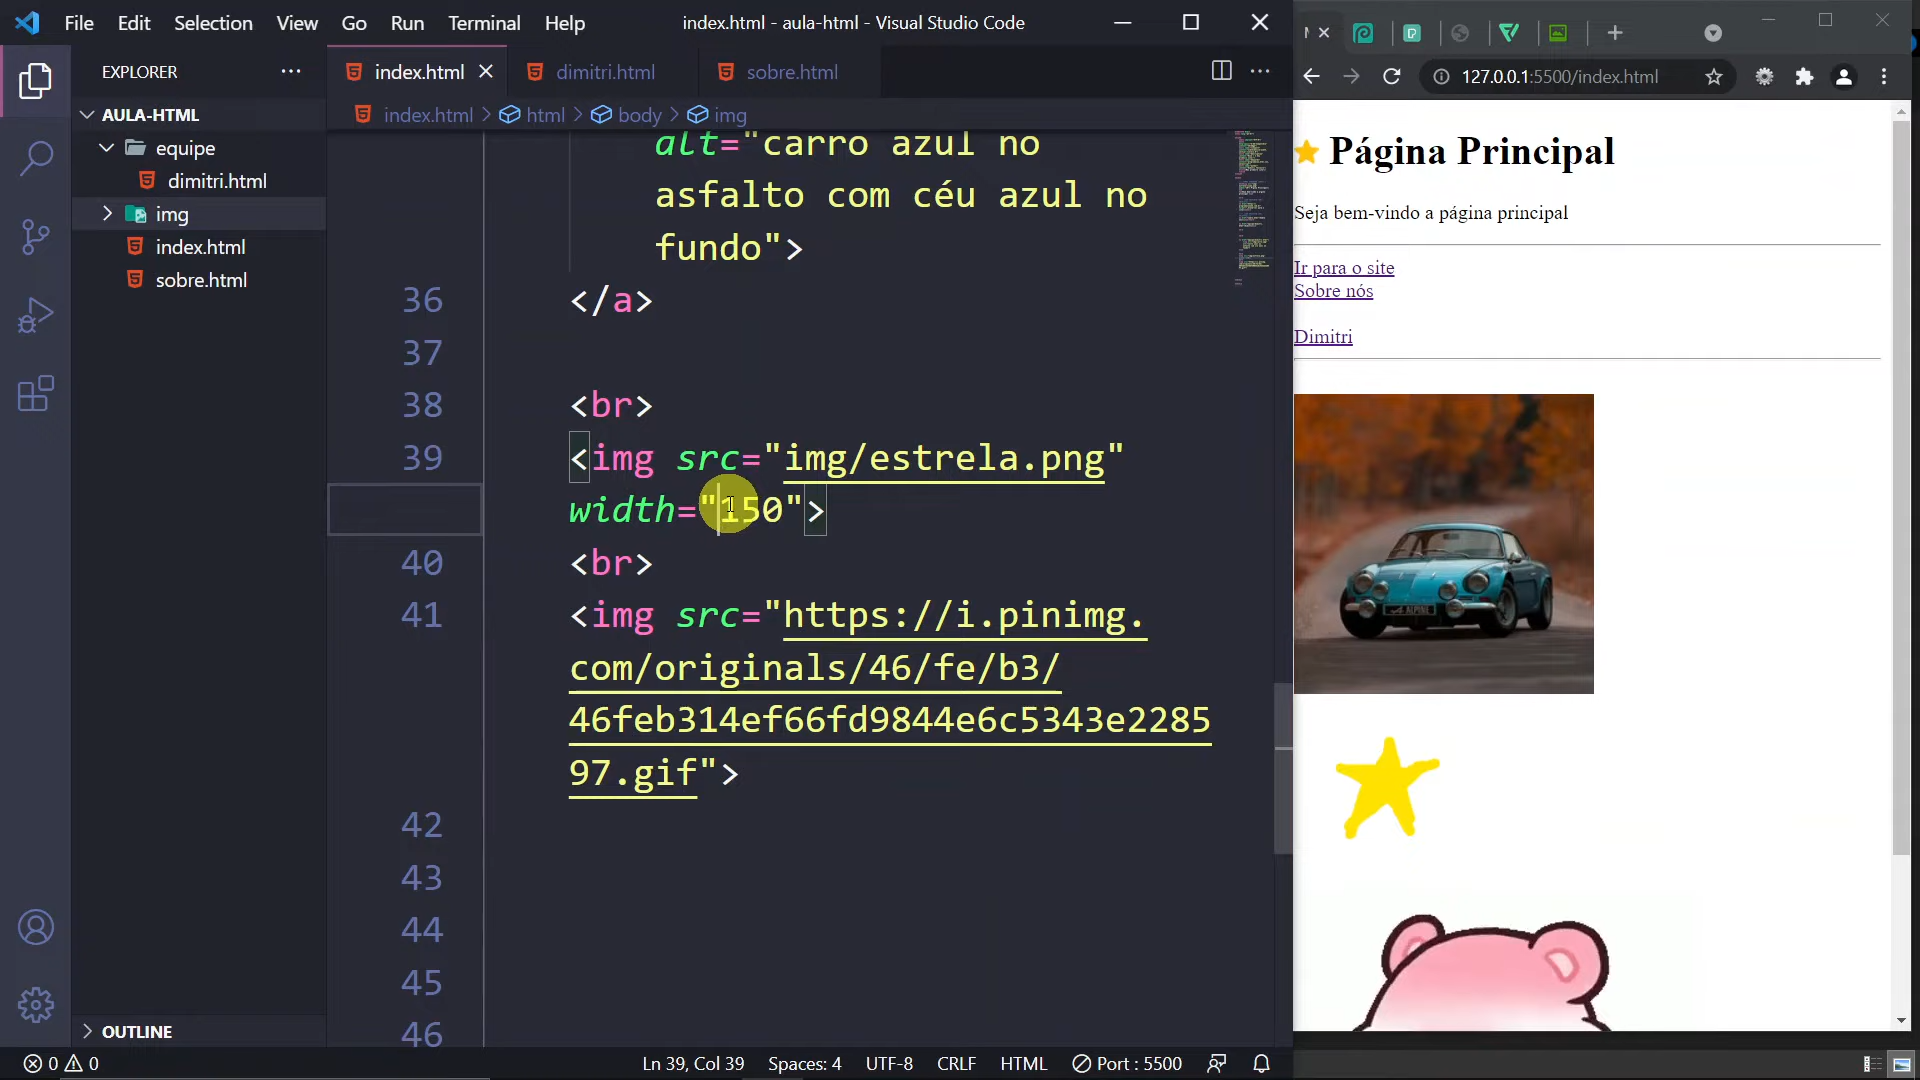 File Edit Selection View Go Run Terminal Help
index.html - aula-html - Visual Studio Code
EXPLORER
AULA-HTML
equipe
dimitri.html
img
index.html
sobre.html
OUTLINE
index.html dimitri.html sobre.html
index.html > html > body > img
alt="carro azul no
asfalto com céu azul no
fundo">
36 </a>
37
38 <br>
39 <img src="img/estrela.png"
width="150">
40 <br>
41 <img src="https://i.pinimg.
com/originals/46/fe/b3/
46feb314ef66fd9844e6c5343e2285
97.gif">
42
43
44
45
46
0 0
Ln 39, Col 39 Spaces: 4 UTF-8 CRLF HTML Port : 5500
127.0.0.1:5500/index.html
Página Principal
Seja bem-vindo a página principal
Ir para o site
Sobre nós
Dimitri